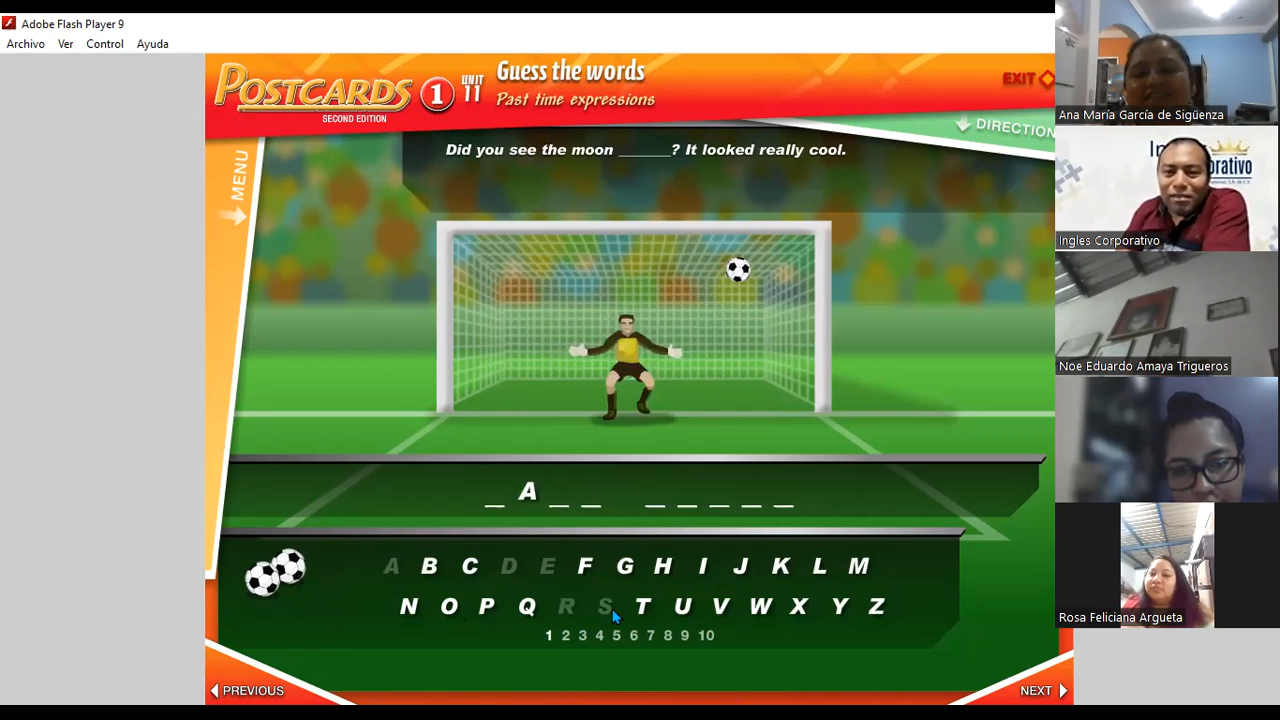 Adobe Flash Player 9
Archivo Ver Control Ayuda
POSTCARDS 1 UNIT 11
SECOND EDITION
Guess the words
Past time expressions
EXIT
DIRECTION
MENU
Did you see the moon ______? It looked really cool.
_ A _ _ _ _ _ _ _
A B C D E F G H I J K L M
N O P Q R S T U V W X Y Z
1 2 3 4 5 6 7 8 9 10
PREVIOUS
NEXT
Ana María García de Sigüenza
Ingles Corporativo
Noe Eduardo Amaya Trigueros
Rosa Feliciana Argueta